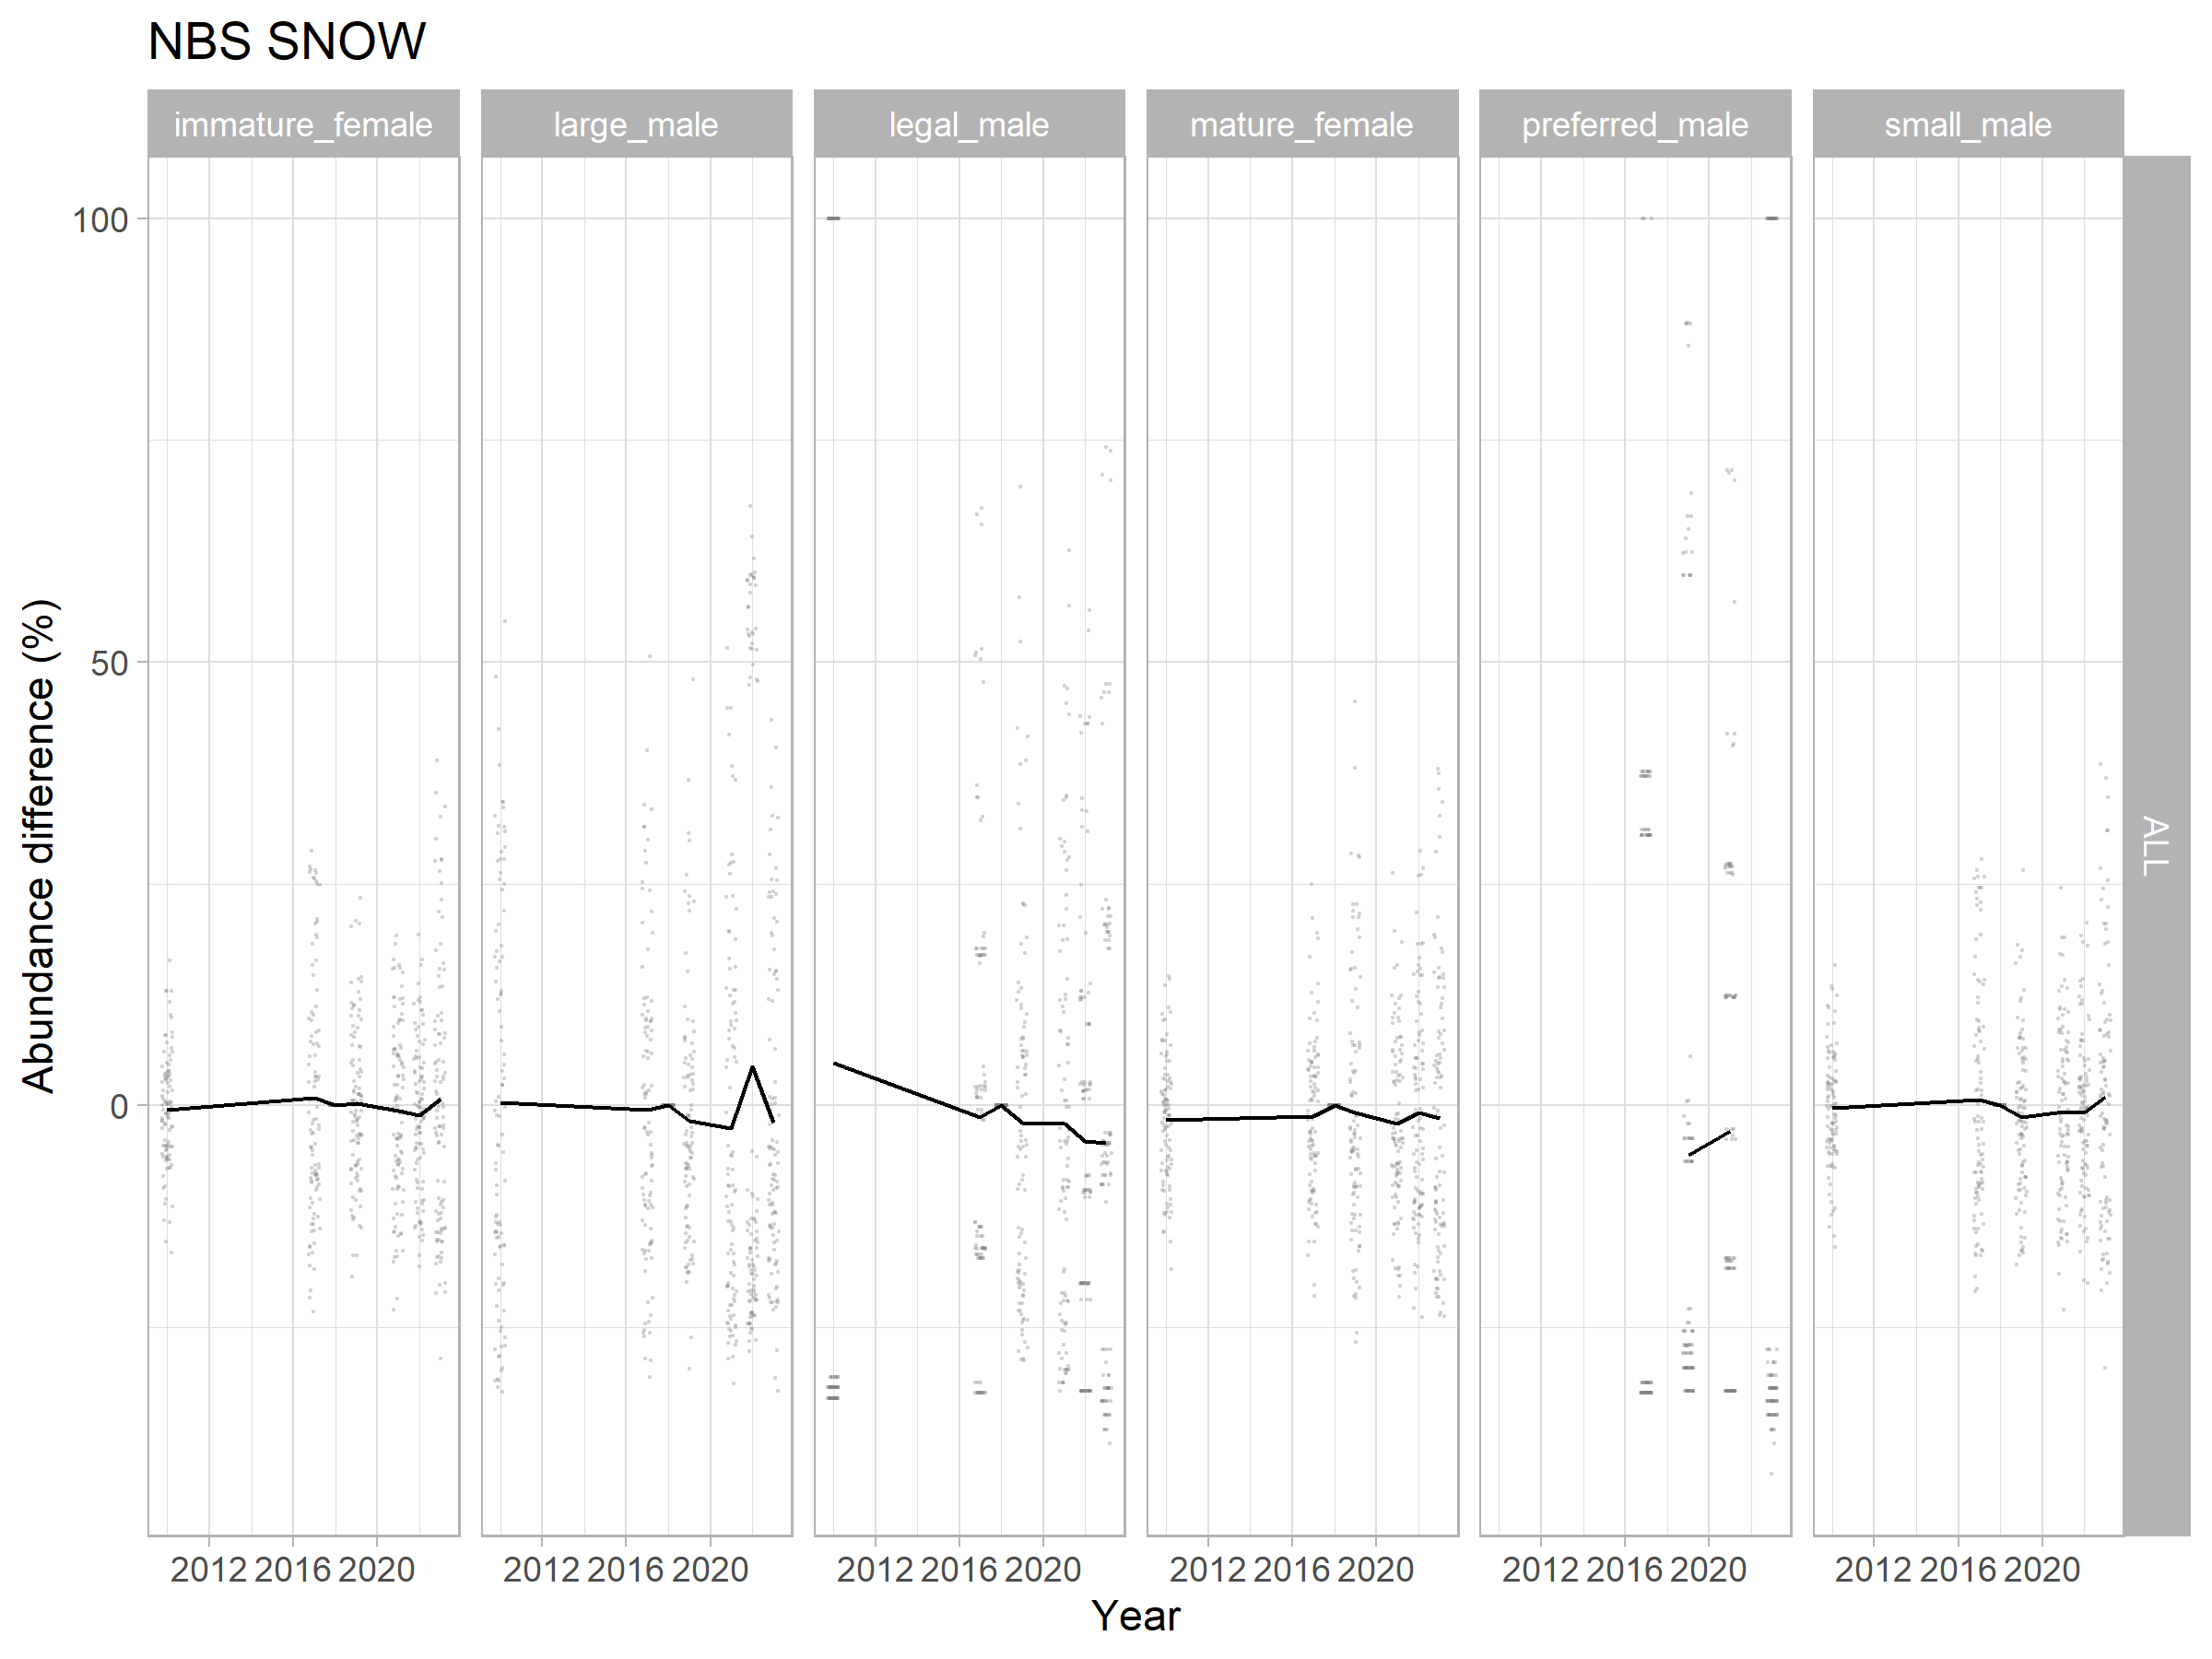 NBS SNOW
immature_female large_male legal_male mature_female preferred_male small_male
100
50
0
Abundance difference (%)
ALL
2012 2016 2020 2012 2016 2020 2012 2016 2020 2012 2016 2020 2012 2016 2020 2012 2016 2020
Year